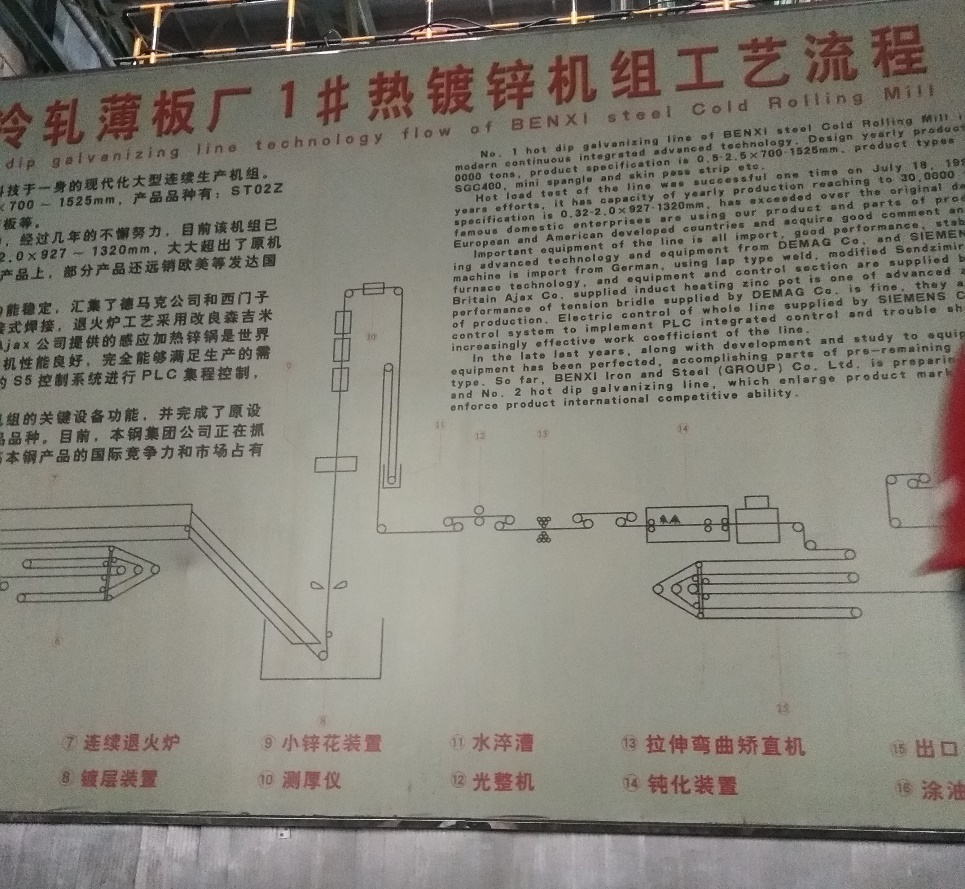 冷轧薄板厂 1#热镀锌机组工艺流程
dip galvanizing line technology flow of BENXI steel Cold Rolling Mill
科技于一身的现代化大型连续生产机组。
×700 ~ 1525mm，产品品种有：ST02Z
板等。
，经过几年的不懈努力，目前该机组已
2.0×927 ~ 1320mm，大大超出了原机
产品上，部分产品还远销欧美等发达国
能稳定，汇集了德马克公司和西门子
接式焊接，退火炉工艺采用改良森吉米
Ajax 公司提供的感应加热锌锅是世界
机性能良好，完全能够满足生产的需
的 S5 控制系统进行 PLC 集程控制，
机组的关键设备功能，并完成了原设
品品种。目前，本钢集团公司正在抓
高本钢产品的国际竞争力和市场占有
No. 1 hot dip galvanizing line of BENXI steel Cold Rolling Mill i
modern continuous integrated advanced technology. Design yearly product
0000 tons, product specification is 0.5-2.5×700-1525mm, product types
SGC400, mini spangle and skin pass strip etc.
Hot load test of the line was successful one time on July 18, 199
years efforts, it has capacity of yearly production reaching to 30,0000
specification is 0.32-2.0×927-1320mm, has exceeded over the original de
famous domestic enterprises are using our product and parts of prod
European and American developed countries and acquire good comment an
Important equipment of the line is all import, good performance, stab
ing advanced technology and equipment from DEMAG Co. and SIEMEN
machine is import from German, using lap type weld, modified Sendzimir
furnace technology, and equipment and control section are supplied b
Britain Ajax Co. supplied induct heating zinc pot is one of advanced
performance of tension bridle supplied by DEMAG Co. is fine, they a
of production. Electric control of whole line supplied by SIEMENS C
control system to implement PLC integrated control and trouble sh
increasingly effective work coefficient of the line.
In the late last years, along with development and study to equip
equipment has been perfected, accomplishing parts of pre-remaining
type. So far, BENXI Iron and Steel (GROUP) Co. Ltd. is preparin
and No. 2 hot dip galvanizing line, which enlarge product mark
enforce product international competitive ability.
9 10
11 12 13 14
6
8
15
⑦ 连续退火炉 ⑨ 小锌花装置 ⑪ 水淬槽 ⑬ 拉伸弯曲矫直机 ⑮ 出口
⑧ 镀层装置 ⑩ 测厚仪 ⑫ 光整机 ⑭ 钝化装置 ⑯ 涂油